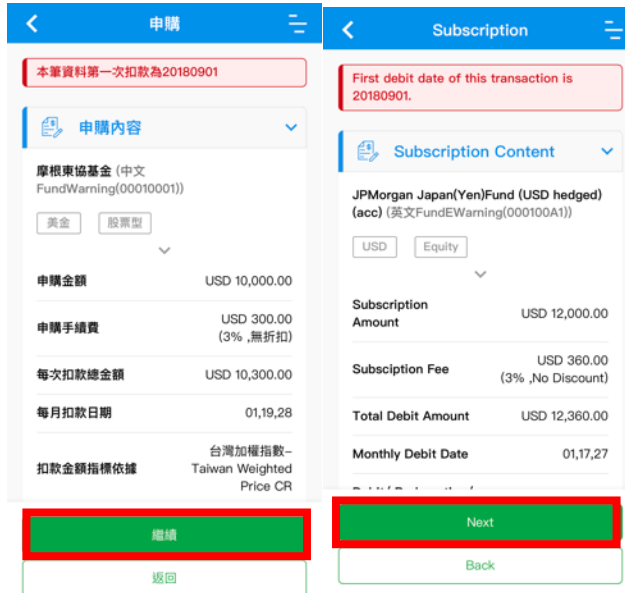 申購
本筆資料第一次扣款為20180901
申購內容
摩根東協基金 (中文
FundWarning(00010001))
美金 股票型
申購金額 USD 10,000.00
申購手續費 USD 300.00
(3% ,無折扣)
每次扣款總金額 USD 10,300.00
每月扣款日期 01,19,28
扣款金額指標依據 台灣加權指數–
Taiwan Weighted
Price CR
繼續
返回
Subscription
First debit date of this transaction is
20180901.
Subscription Content
JPMorgan Japan(Yen)Fund (USD hedged)
(acc) (英文FundEWarning(000100A1))
USD Equity
Subscription
Amount USD 12,000.00
Subsciption Fee USD 360.00
(3% ,No Discount)
Total Debit Amount USD 12,360.00
Monthly Debit Date 01,17,27
Next
Back